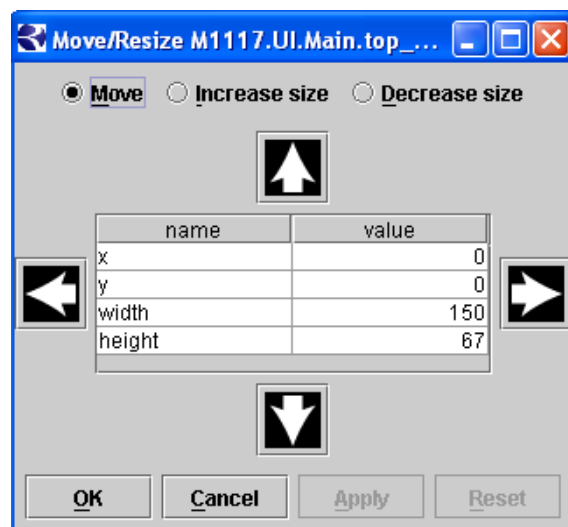 Move/Resize M1117.UI.Main.top_...
Move Increase size Decrease size
name value
x 0
y 0
width 150
height 67
OK Cancel Apply Reset